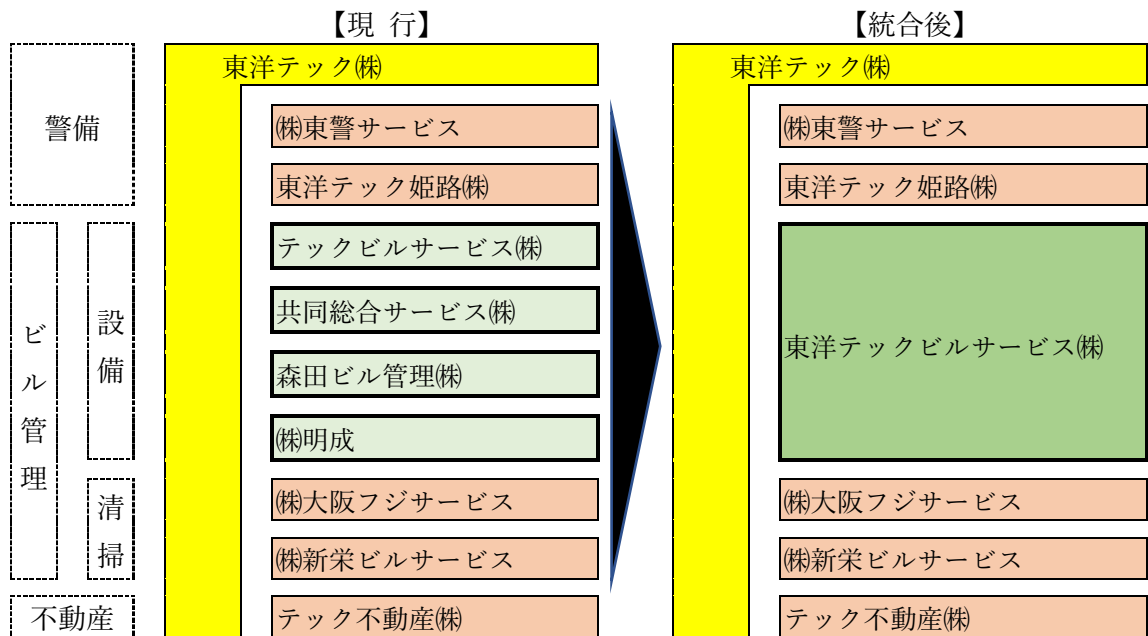 【現 行】
【統合後】
警備
ビル管理
設備
清掃
不動産
東洋テック㈱
㈱東警サービス
東洋テック姫路㈱
テックビルサービス㈱
共同総合サービス㈱
森田ビル管理㈱
㈱明成
㈱大阪フジサービス
㈱新栄ビルサービス
テック不動産㈱
東洋テック㈱
㈱東警サービス
東洋テック姫路㈱
東洋テックビルサービス㈱
㈱大阪フジサービス
㈱新栄ビルサービス
テック不動産㈱